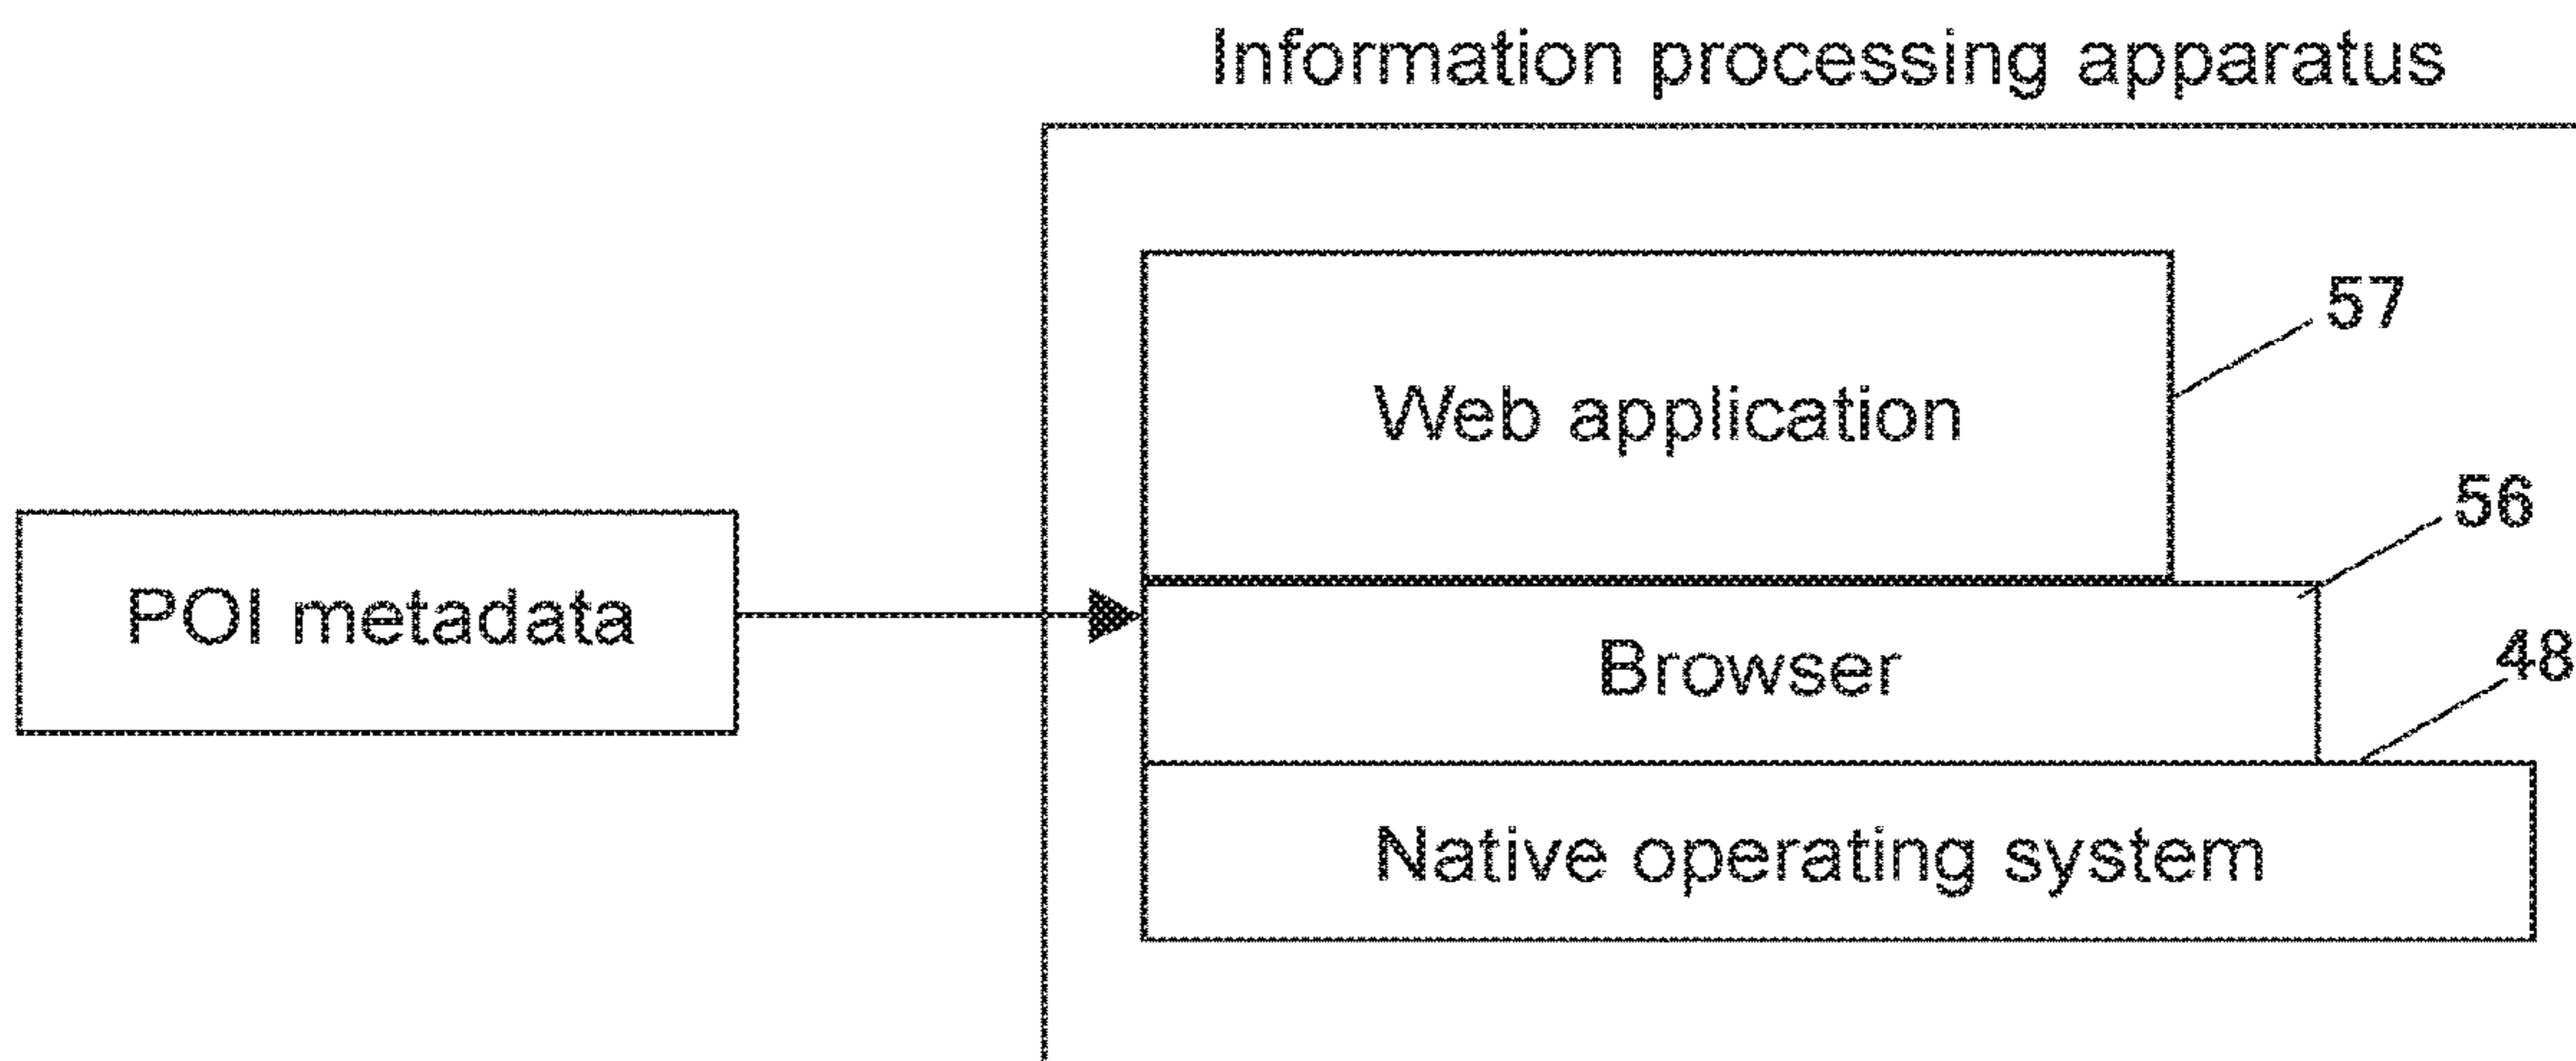 Information processing apparatus
57
Web application
56
POI metadata
Browser
48
Native operating system